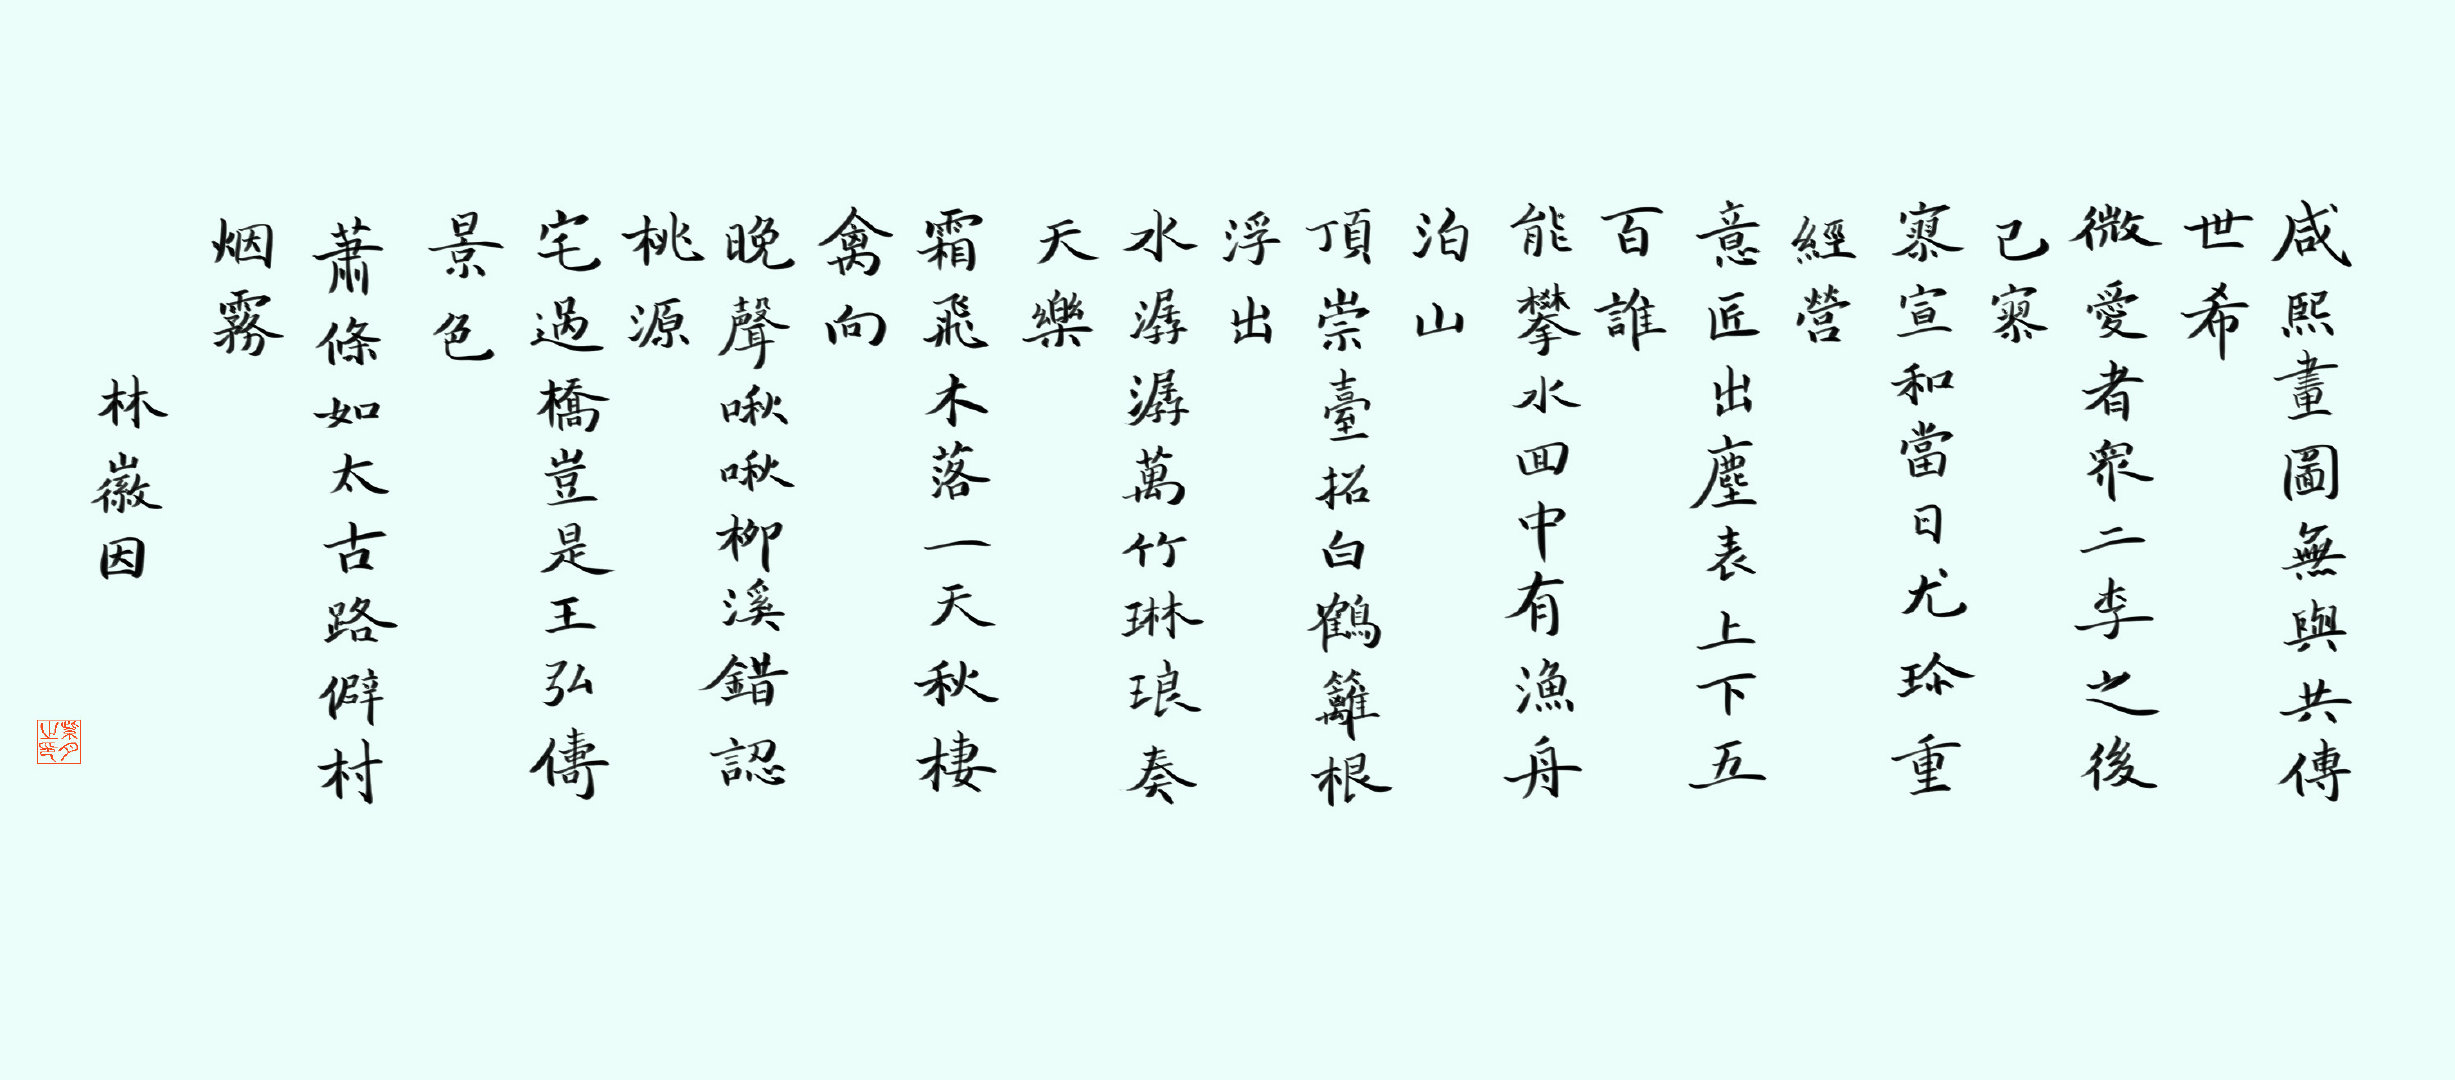 咸熙畫圖無與共傳
世希
微愛者衆二李之後
己寥
寥宣和當日尤珎重
經營
意匠出塵表上下五
百誰
能攀水回中有漁舟
泊山
頂崇臺招白鶴籬根
浮出
水潺潺萬竹琳琅奏
天樂
霜飛木落一天秋棲
禽向
晚聲啾啾柳溪錯認
桃源
宅過橋豈是王弘儔
景色
蕭條如太古路僻村
烟霧
林徽因